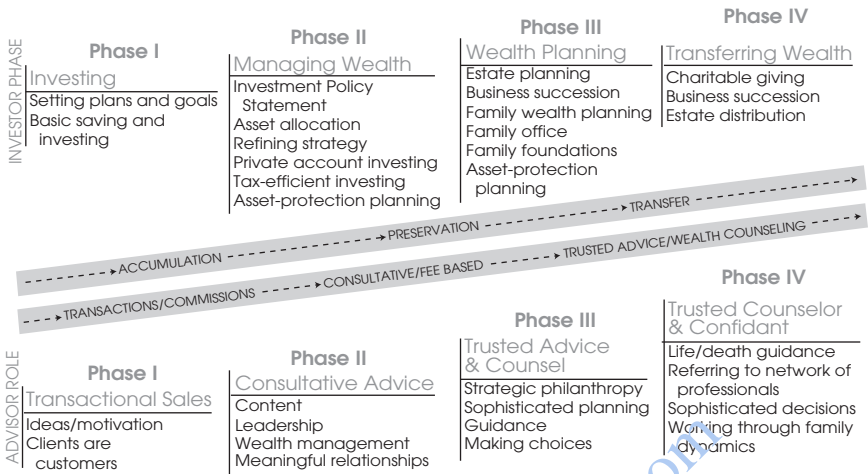 INVESTOR PHASE
Phase I
Investing
Setting plans and goals
Basic saving and
investing
Phase II
Managing Wealth
Investment Policy
Statement
Asset allocation
Refining strategy
Private account investing
Tax-efficient investing
Asset-protection planning
Phase III
Wealth Planning
Estate planning
Business succession
Family wealth planning
Family office
Family foundations
Asset-protection
planning
Phase IV
Transferring Wealth
Charitable giving
Business succession
Estate distribution
ACCUMULATION PRESERVATION TRANSFER
TRANSACTIONS/COMMISSIONS CONSULTATIVE/FEE BASED TRUSTED ADVICE/WEALTH COUNSELING
ADVISOR ROLE
Phase I
Transactional Sales
Ideas/motivation
Clients are
customers
Phase II
Consultative Advice
Content
Leadership
Wealth management
Meaningful relationships
Phase III
Trusted Advice
& Counsel
Strategic philanthropy
Sophisticated planning
Guidance
Making choices
Phase IV
Trusted Counselor
& Confidant
Life/death guidance
Referring to network of
professionals
Sophisticated decisions
Working through family
dynamics
om